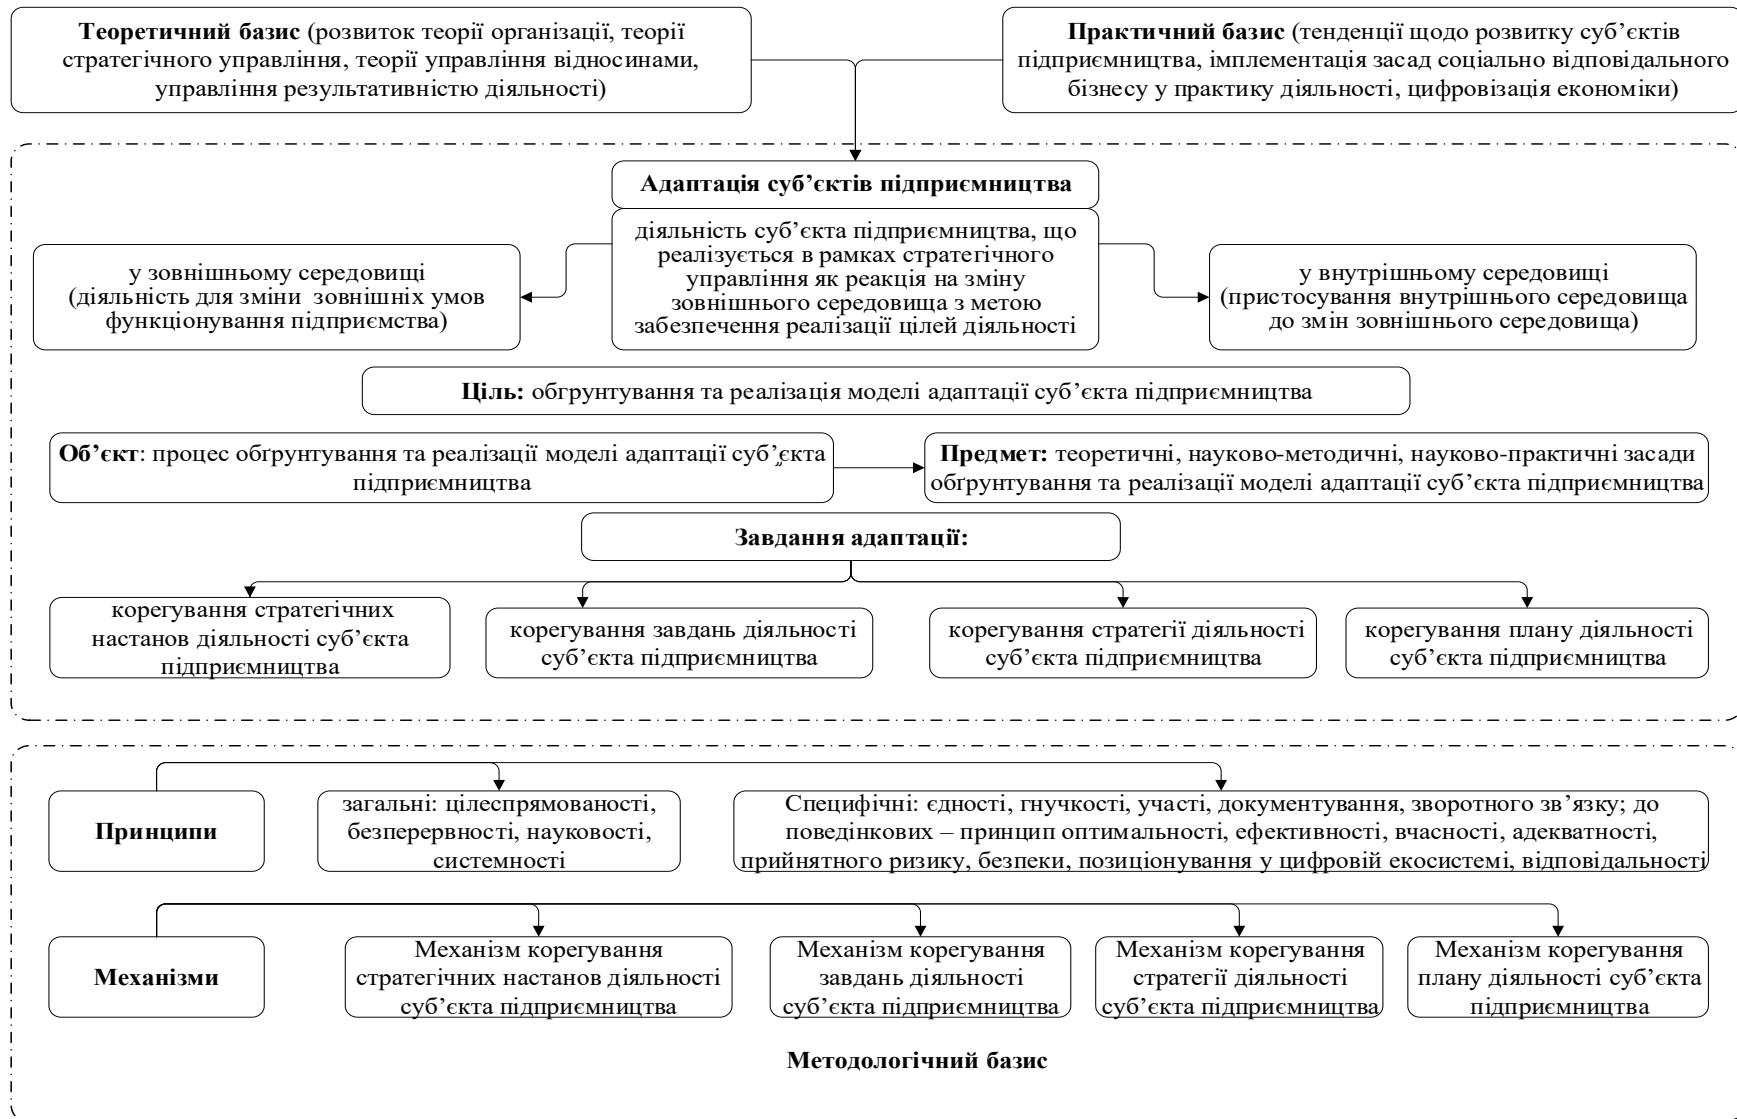 Теоретичний базис (розвиток теорії організації, теорії
стратегічного управління, теорії управління відносинами,
управління результативністю діяльності)
Практичний базис (тенденції щодо розвитку суб’єктів
підприємництва, імплементація засад соціально відповідального
бізнесу у практику діяльності, цифровізація економіки)
Адаптація суб’єктів підприємництва
діяльність суб’єкта підприємництва, що
реалізується в рамках стратегічного
управління як реакція на зміну
зовнішнього середовища з метою
забезпечення реалізації цілей діяльності
у зовнішньому середовищі
(діяльність для зміни зовнішніх умов
функціонування підприємства)
у внутрішньому середовищі
(пристосування внутрішнього середовища
до змін зовнішнього середовища)
Ціль: обгрунтування та реалізація моделі адаптації суб’єкта підприємництва
Об’єкт: процес обґрунтування та реалізації моделі адаптації суб’єкта
підприємництва
Предмет: теоретичні, науково-методичні, науково-практичні засади
обґрунтування та реалізації моделі адаптації суб’єкта підприємництва
Завдання адаптації:
корегування стратегічних
настанов діяльності суб’єкта
підприємництва
корегування завдань діяльності
суб’єкта підприємництва
корегування стратегії діяльності
суб’єкта підприємництва
корегування плану діяльності
суб’єкта підприємництва
Принципи
загальні: цілеспрямованості,
безперервності, науковості,
системності
Специфічні: єдності, гнучкості, участі, документування, зворотного зв’язку; до
поведінкових – принцип оптимальності, ефективності, вчасності, адекватності,
прийнятного ризику, безпеки, позиціонування у цифровій екосистемі, відповідальності
Механізми
Механізм корегування
стратегічних настанов діяльності
суб’єкта підприємництва
Механізм корегування
завдань діяльності
суб’єкта підприємництва
Механізм корегування
стратегії діяльності
суб’єкта підприємництва
Механізм корегування
плану діяльності суб’єкта
підприємництва
Методологічний базис